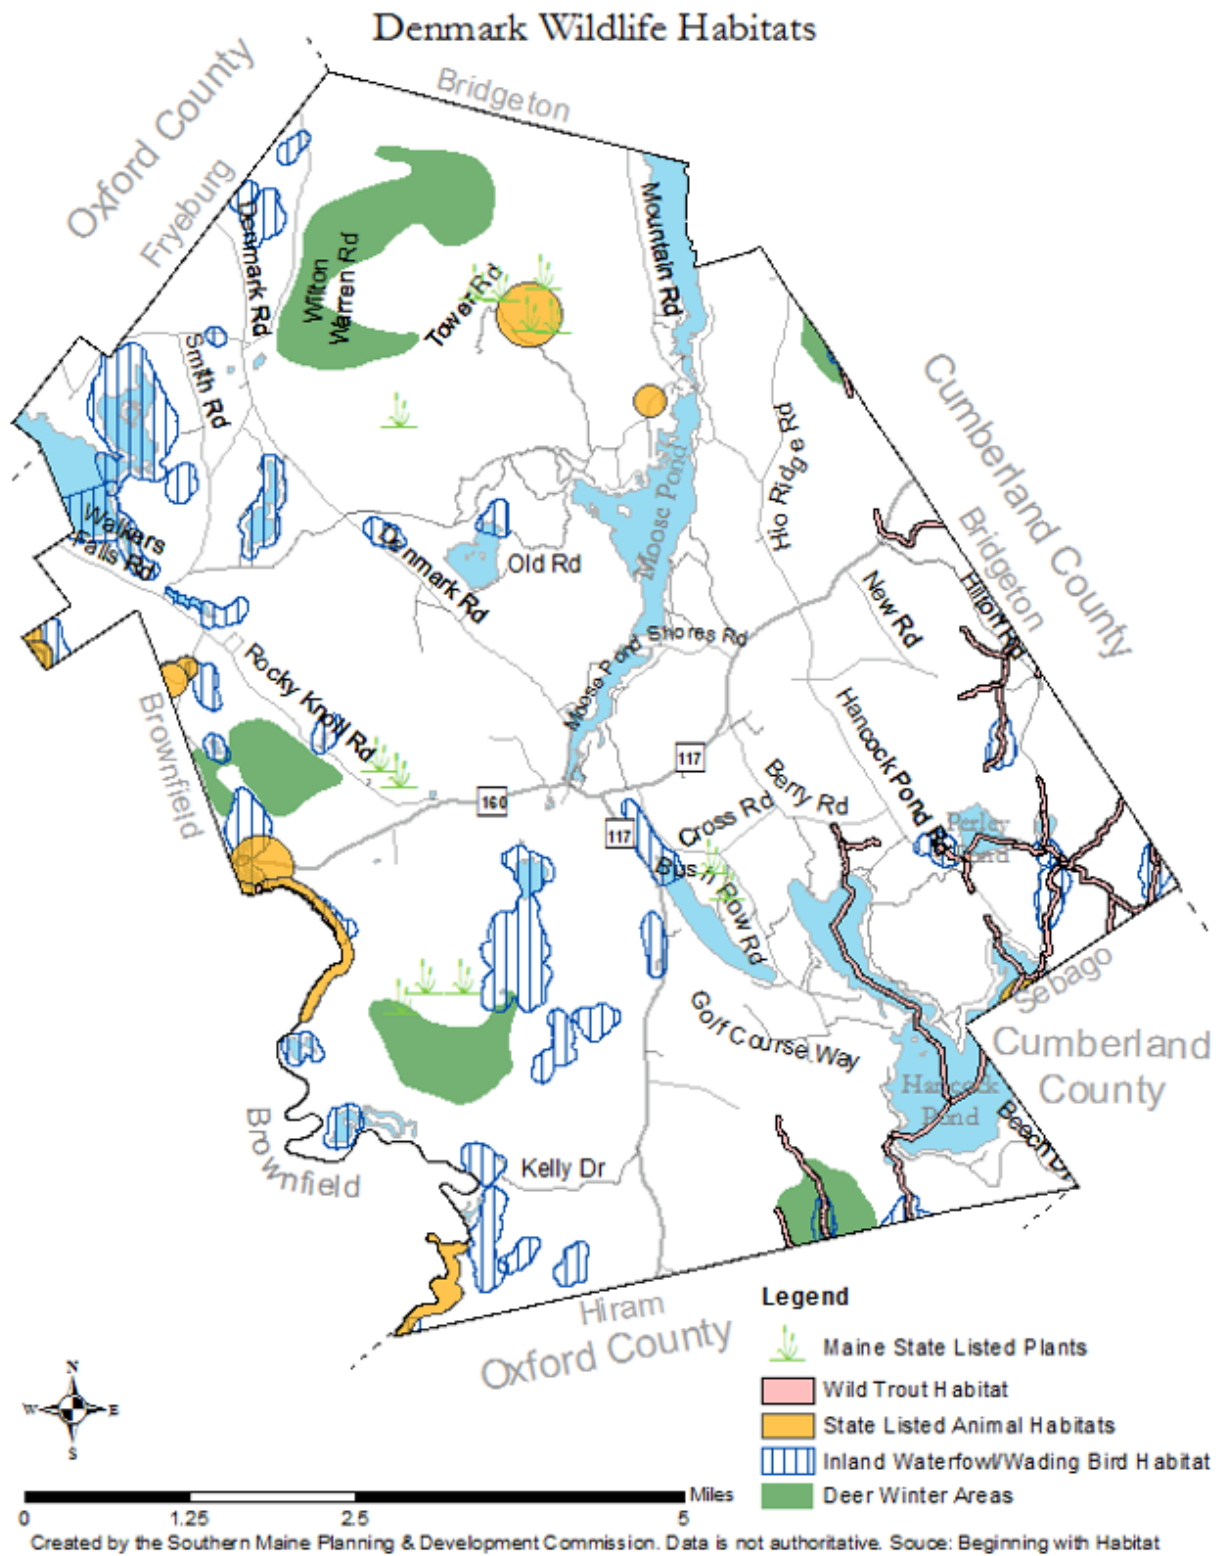 Denmark Wildlife Habitats
Oxford County
Bridgton
Fryeburg
Denmark Rd
Wilton
Warren Rd
Tower Rd
Mountain Rd
Smith Rd
Cumberland County
Hio Ridge Rd
Moose Pond
Walkers
Falls Rd
Denmark Rd
Old Rd
Bridgeton
Hilton Rd
New Rd
Shores Rd
Moose Pond
Rocky Knoll Rd
Brownfield
Hancock Pond Rd
117
160
117
Berry Rd
Cross Rd
Perley
Pond
Bush Row Rd
Golf Course Way
Sebago
Cumberland
County
Hancock
Pond
Beech Dr
Brownfield
Kelly Dr
Hiram
Oxford County
Legend
Maine State Listed Plants
Wild Trout Habitat
State Listed Animal Habitats
Inland Waterfowl/Wading Bird Habitat
Deer Winter Areas
N
W
E
S
0
1.25
2.5
5
Miles
Created by the Southern Maine Planning & Development Commission. Data is not authoritative. Souce: Beginning with Habitat